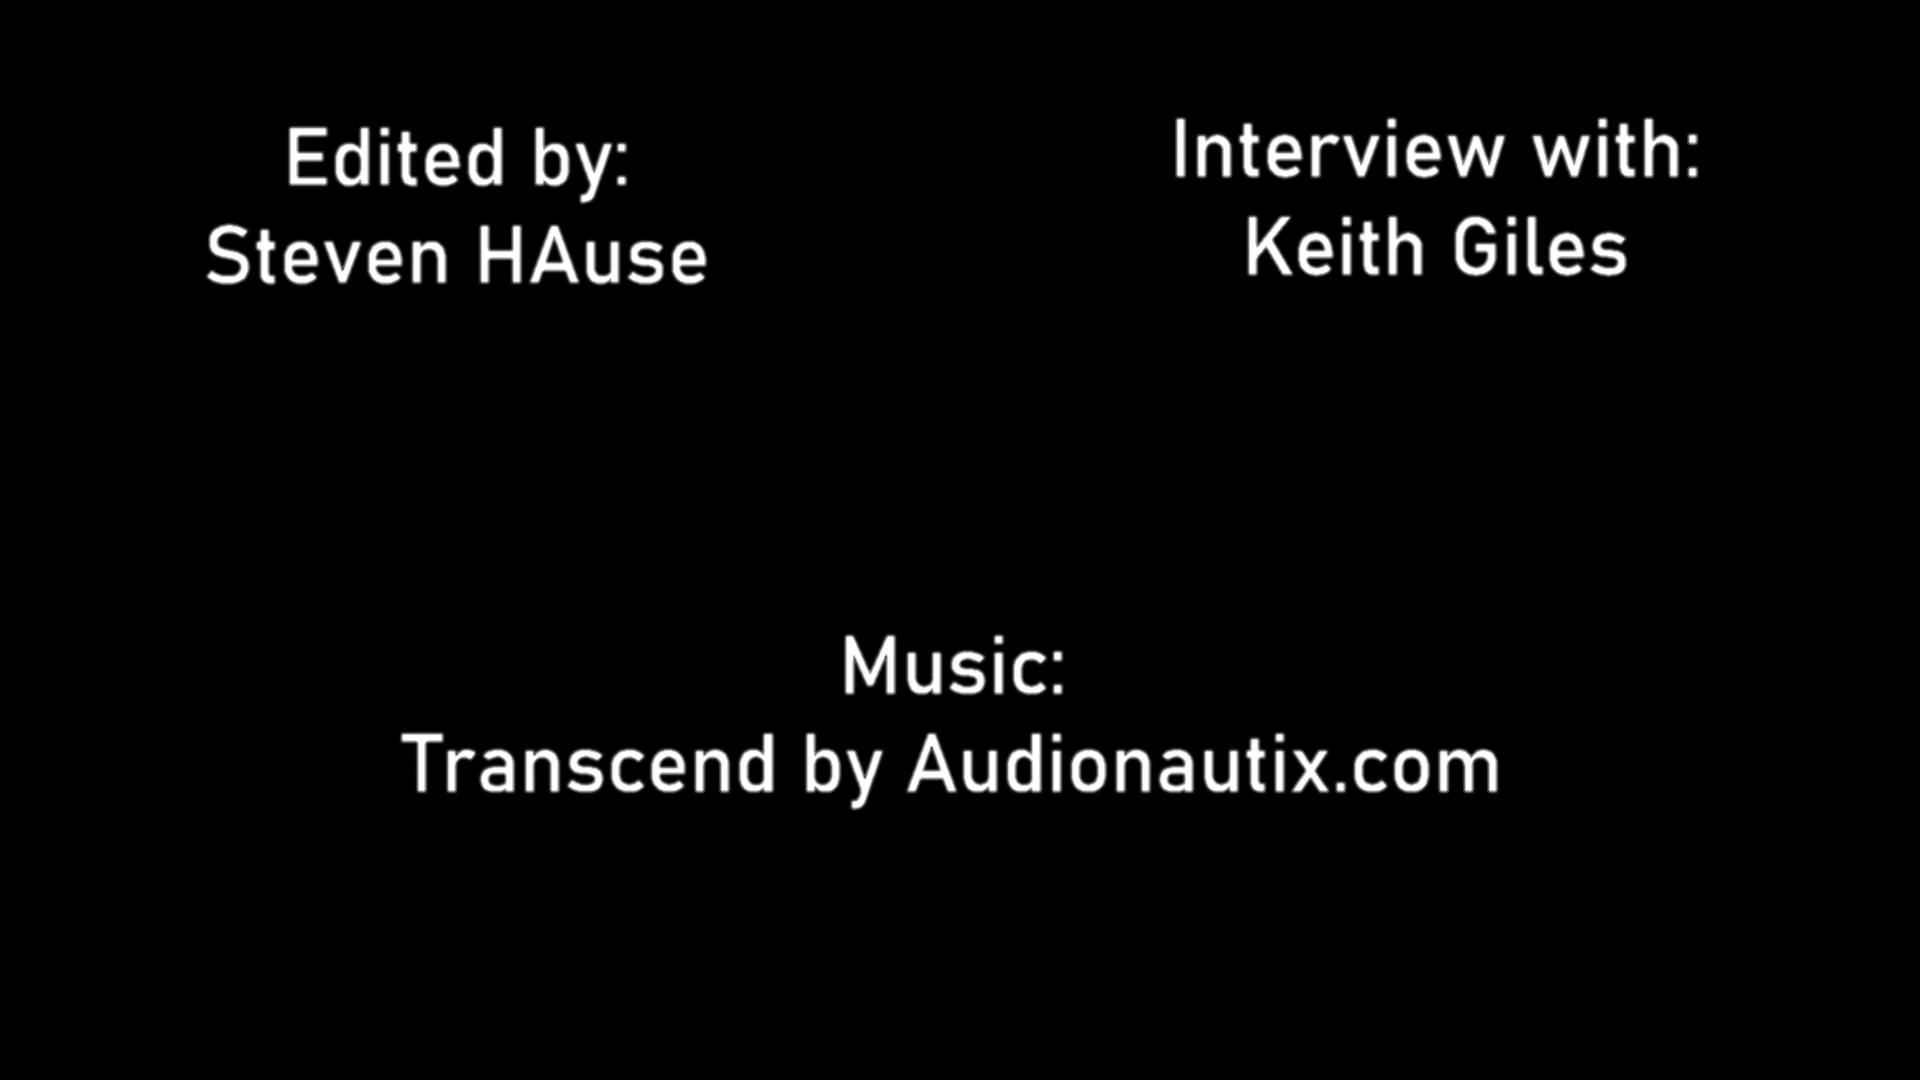 Edited by:
Steven HAuse
Interview with:
Keith Giles
Music:
Transcend by Audionautix.com